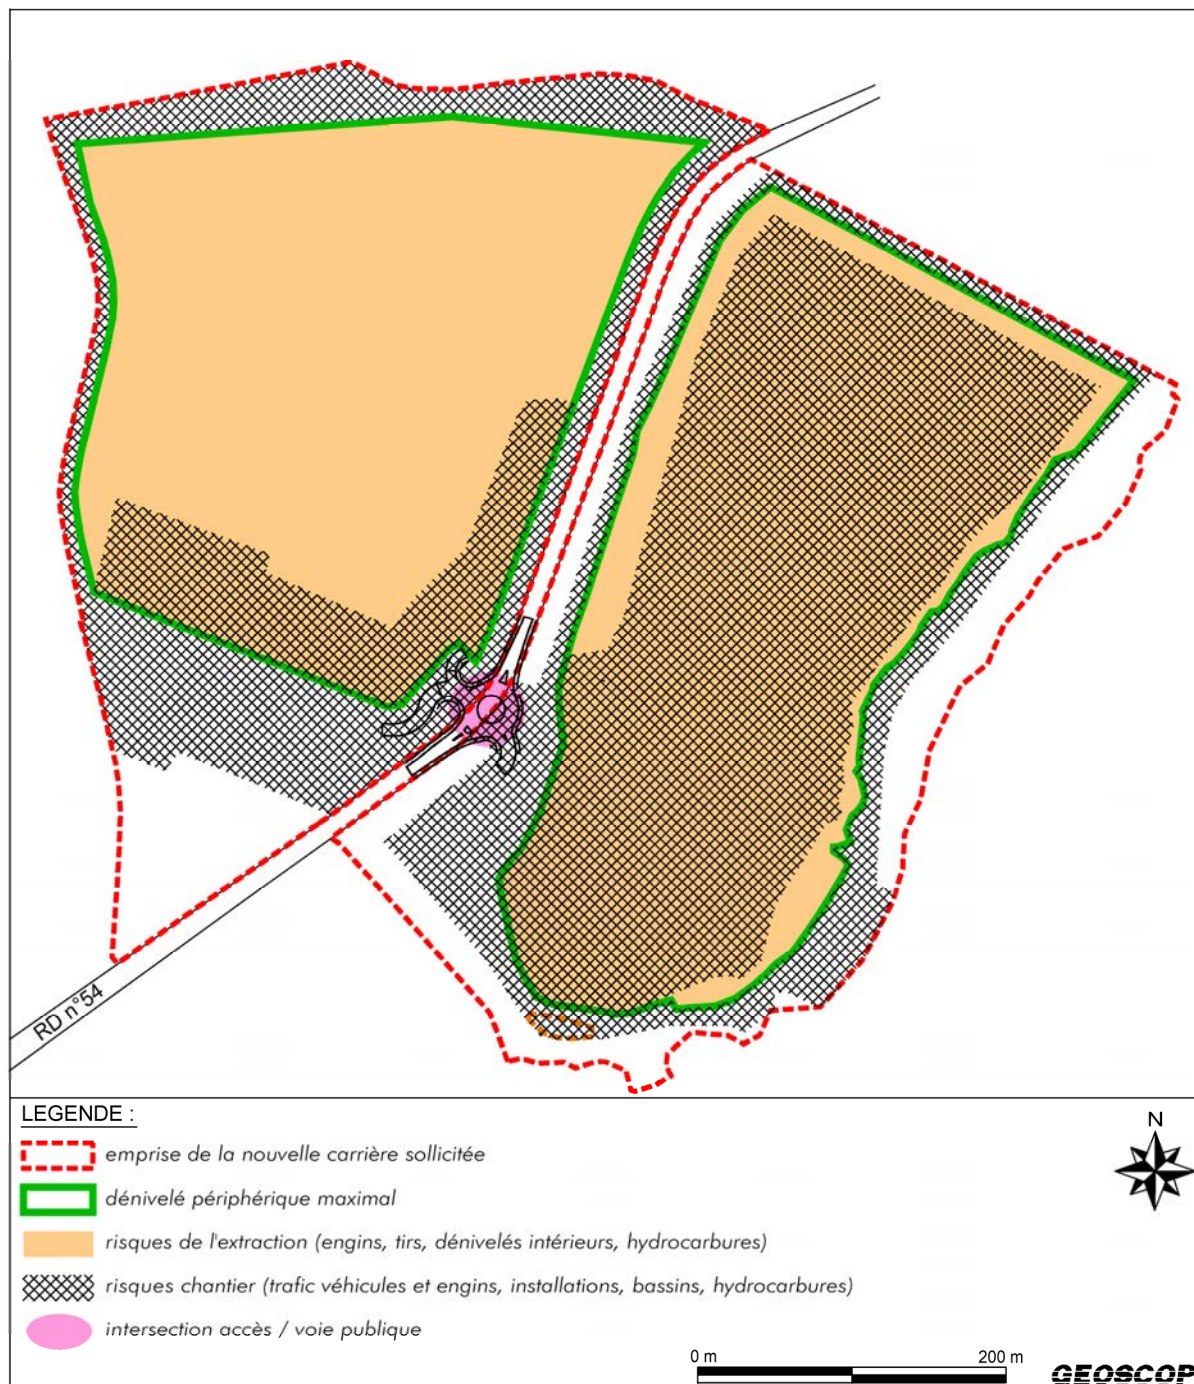 RD n°54
LEGENDE :
N
emprise de la nouvelle carrière sollicitée
dénivelé périphérique maximal
risques de l'extraction (engins, tirs, dénivelés intérieurs, hydrocarbures)
risques chantier (trafic véhicules et engins, installations, bassins, hydrocarbures)
intersection accès / voie publique
0 m 200 m
GEOSCOP